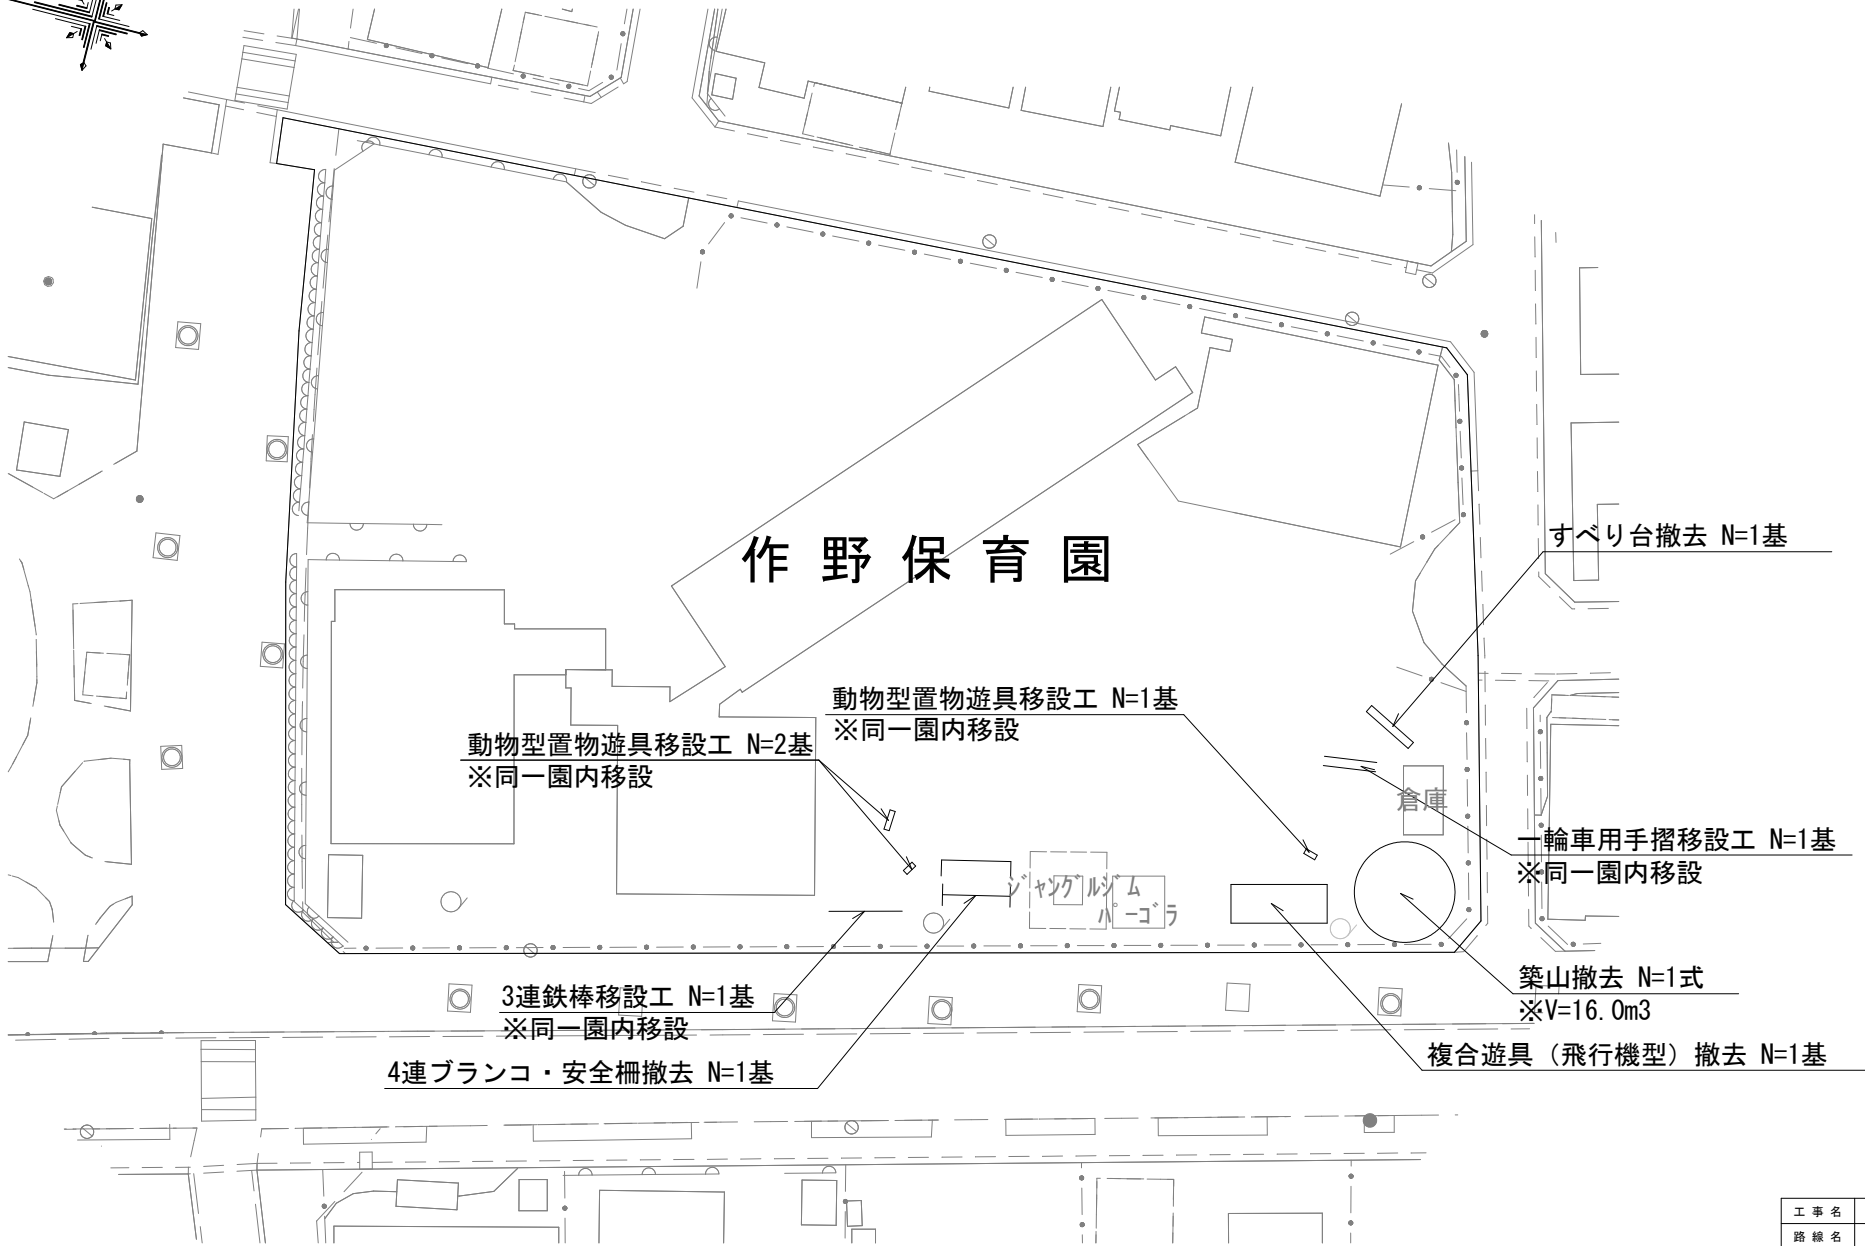 作野保育園
すべり台撤去 N=1基
動物型置物遊具移設工 N=1基
※同一園内移設
動物型置物遊具移設工 N=2基
※同一園内移設
倉庫
一輪車用手摺移設工 N=1基
※同一園内移設
ジャングルジム
パーゴラ
築山撤去 N=1式
※V=16.0m3
3連鉄棒移設工 N=1基
※同一園内移設
複合遊具（飛行機型）撤去 N=1基
4連ブランコ・安全柵撤去 N=1基
工事名
路線名